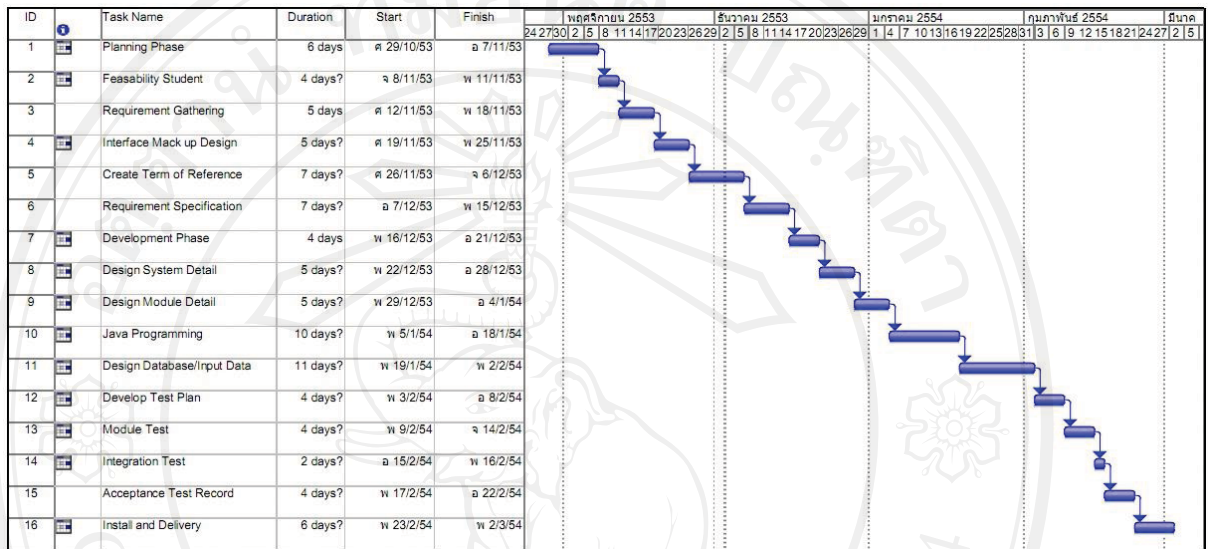 ID Task Name Duration Start Finish พฤศจิกายน 2553 ธันวาคม 2553 มกราคม 2554 กุมภาพันธ์ 2554 มีนาค
24 27 30 2 5 8 11 14 17 20 23 26 29 2 5 8 11 14 17 20 23 26 29 1 4 7 10 13 16 19 22 25 28 31 3 6 9 12 15 18 21 24 27 2 5
1 Planning Phase 6 days ศ 29/10/53 อ 7/11/53
2 Feasability Student 4 days? จ 8/11/53 พ 11/11/53
3 Requirement Gathering 5 days ศ 12/11/53 พ 18/11/53
4 Interface Mack up Design 5 days? ศ 19/11/53 พ 25/11/53
5 Create Term of Reference 7 days? ศ 26/11/53 จ 6/12/53
6 Requirement Specification 7 days? อ 7/12/53 พ 15/12/53
7 Development Phase 4 days พ 16/12/53 อ 21/12/53
8 Design System Detail 5 days? พ 22/12/53 อ 28/12/53
9 Design Module Detail 5 days? พ 29/12/53 อ 4/1/54
10 Java Programming 10 days? พ 5/1/54 อ 18/1/54
11 Design Database/Input Data 11 days? พ 19/1/54 พ 2/2/54
12 Develop Test Plan 4 days? พ 3/2/54 อ 8/2/54
13 Module Test 4 days? พ 9/2/54 จ 14/2/54
14 Integration Test 2 days? อ 15/2/54 พ 16/2/54
15 Acceptance Test Record 4 days? พ 17/2/54 อ 22/2/54
16 Install and Delivery 6 days? พ 23/2/54 พ 2/3/54